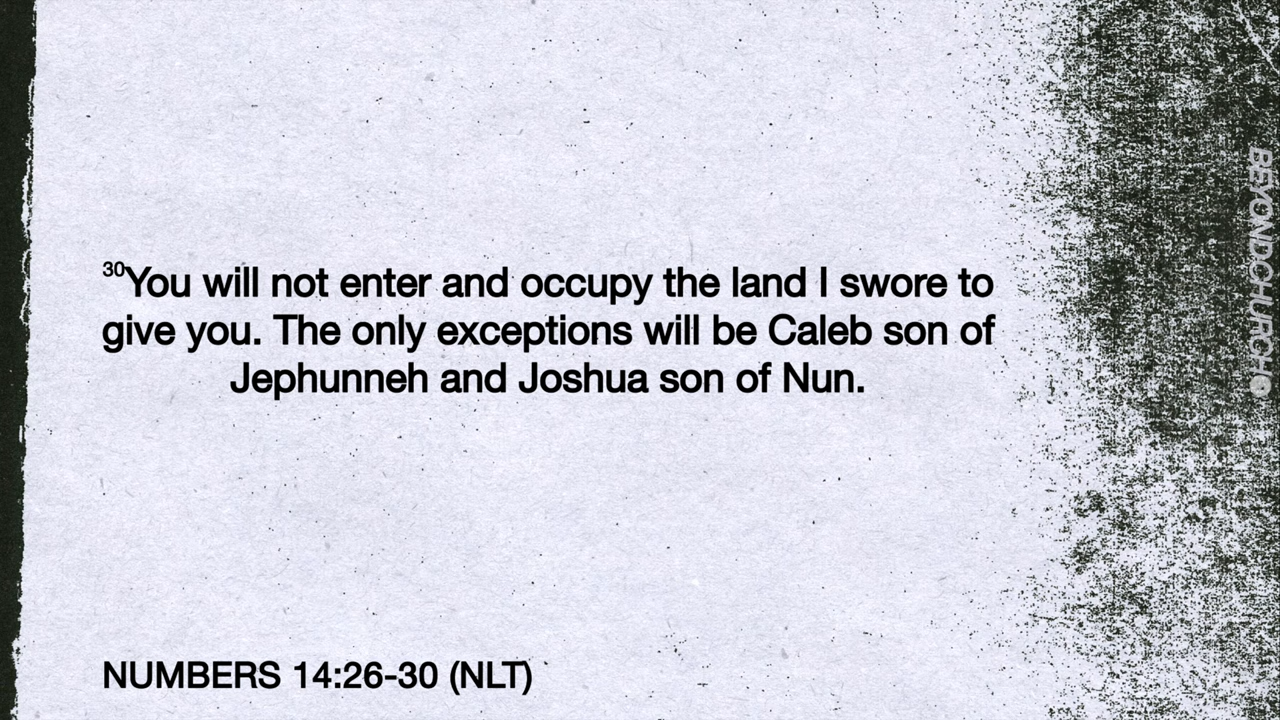 30You will not enter and occupy the land I swore to
give you. The only exceptions will be Caleb son of
Jephunneh and Joshua son of Nun.
NUMBERS 14:26-30 (NLT)
BEYONDCHURCH